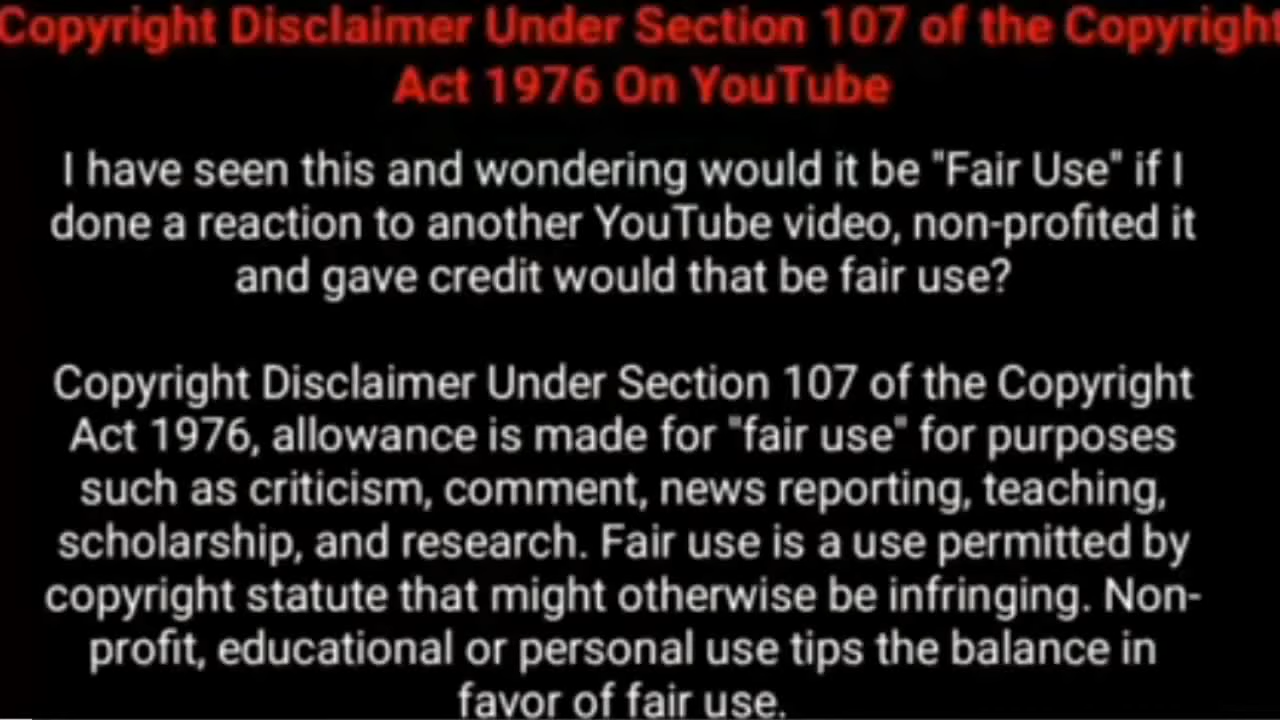 Copyright Disclaimer Under Section 107 of the Copyright
Act 1976 On YouTube
I have seen this and wondering would it be "Fair Use" if I
done a reaction to another YouTube video, non-profited it
and gave credit would that be fair use?
Copyright Disclaimer Under Section 107 of the Copyright
Act 1976, allowance is made for "fair use" for purposes
such as criticism, comment, news reporting, teaching,
scholarship, and research. Fair use is a use permitted by
copyright statute that might otherwise be infringing. Non-
profit, educational or personal use tips the balance in
favor of fair use.